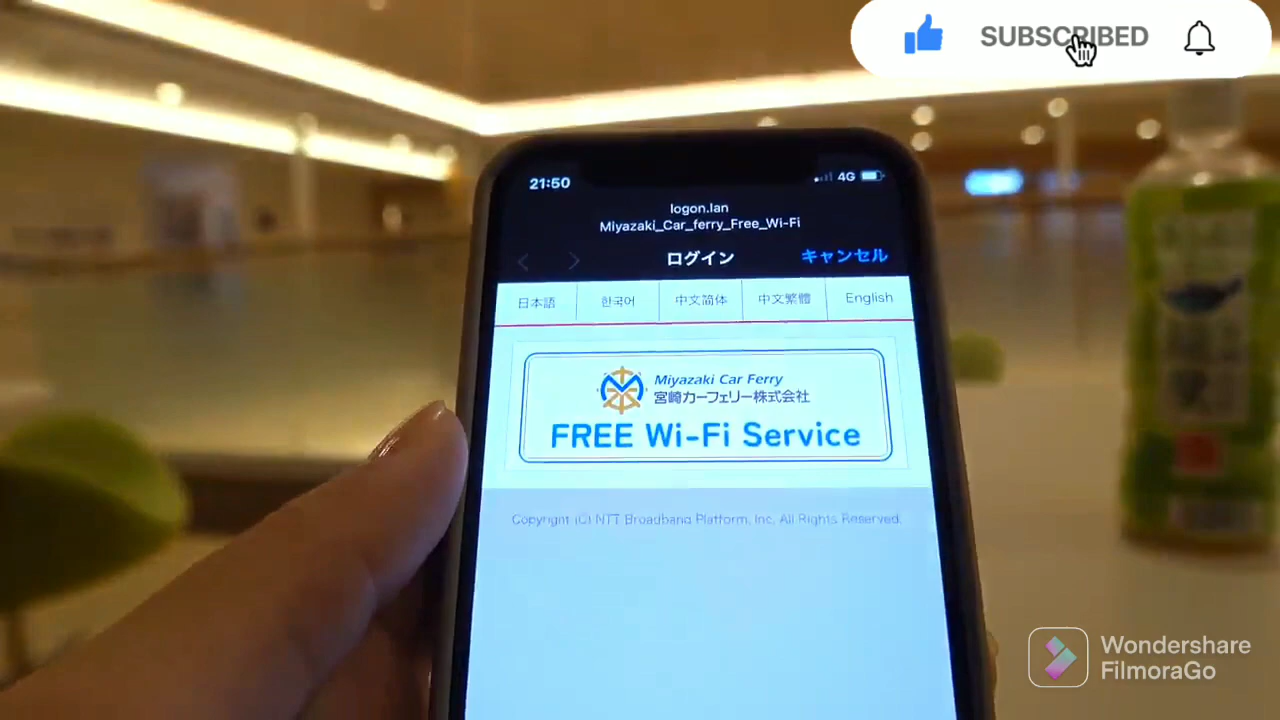 SUBSCRIBED
21:50
4G
logon.lan
Miyazaki_Car_ferry_Free_Wi-Fi
ログイン
キャンセル
日本語
한국어
中文简体
中文繁體
English
Miyazaki Car Ferry
宮崎カーフェリー株式会社
FREE Wi-Fi Service
Copyright (C) NTT Broadband Platform, Inc. All Rights Reserved.
Wondershare
FilmoraGo